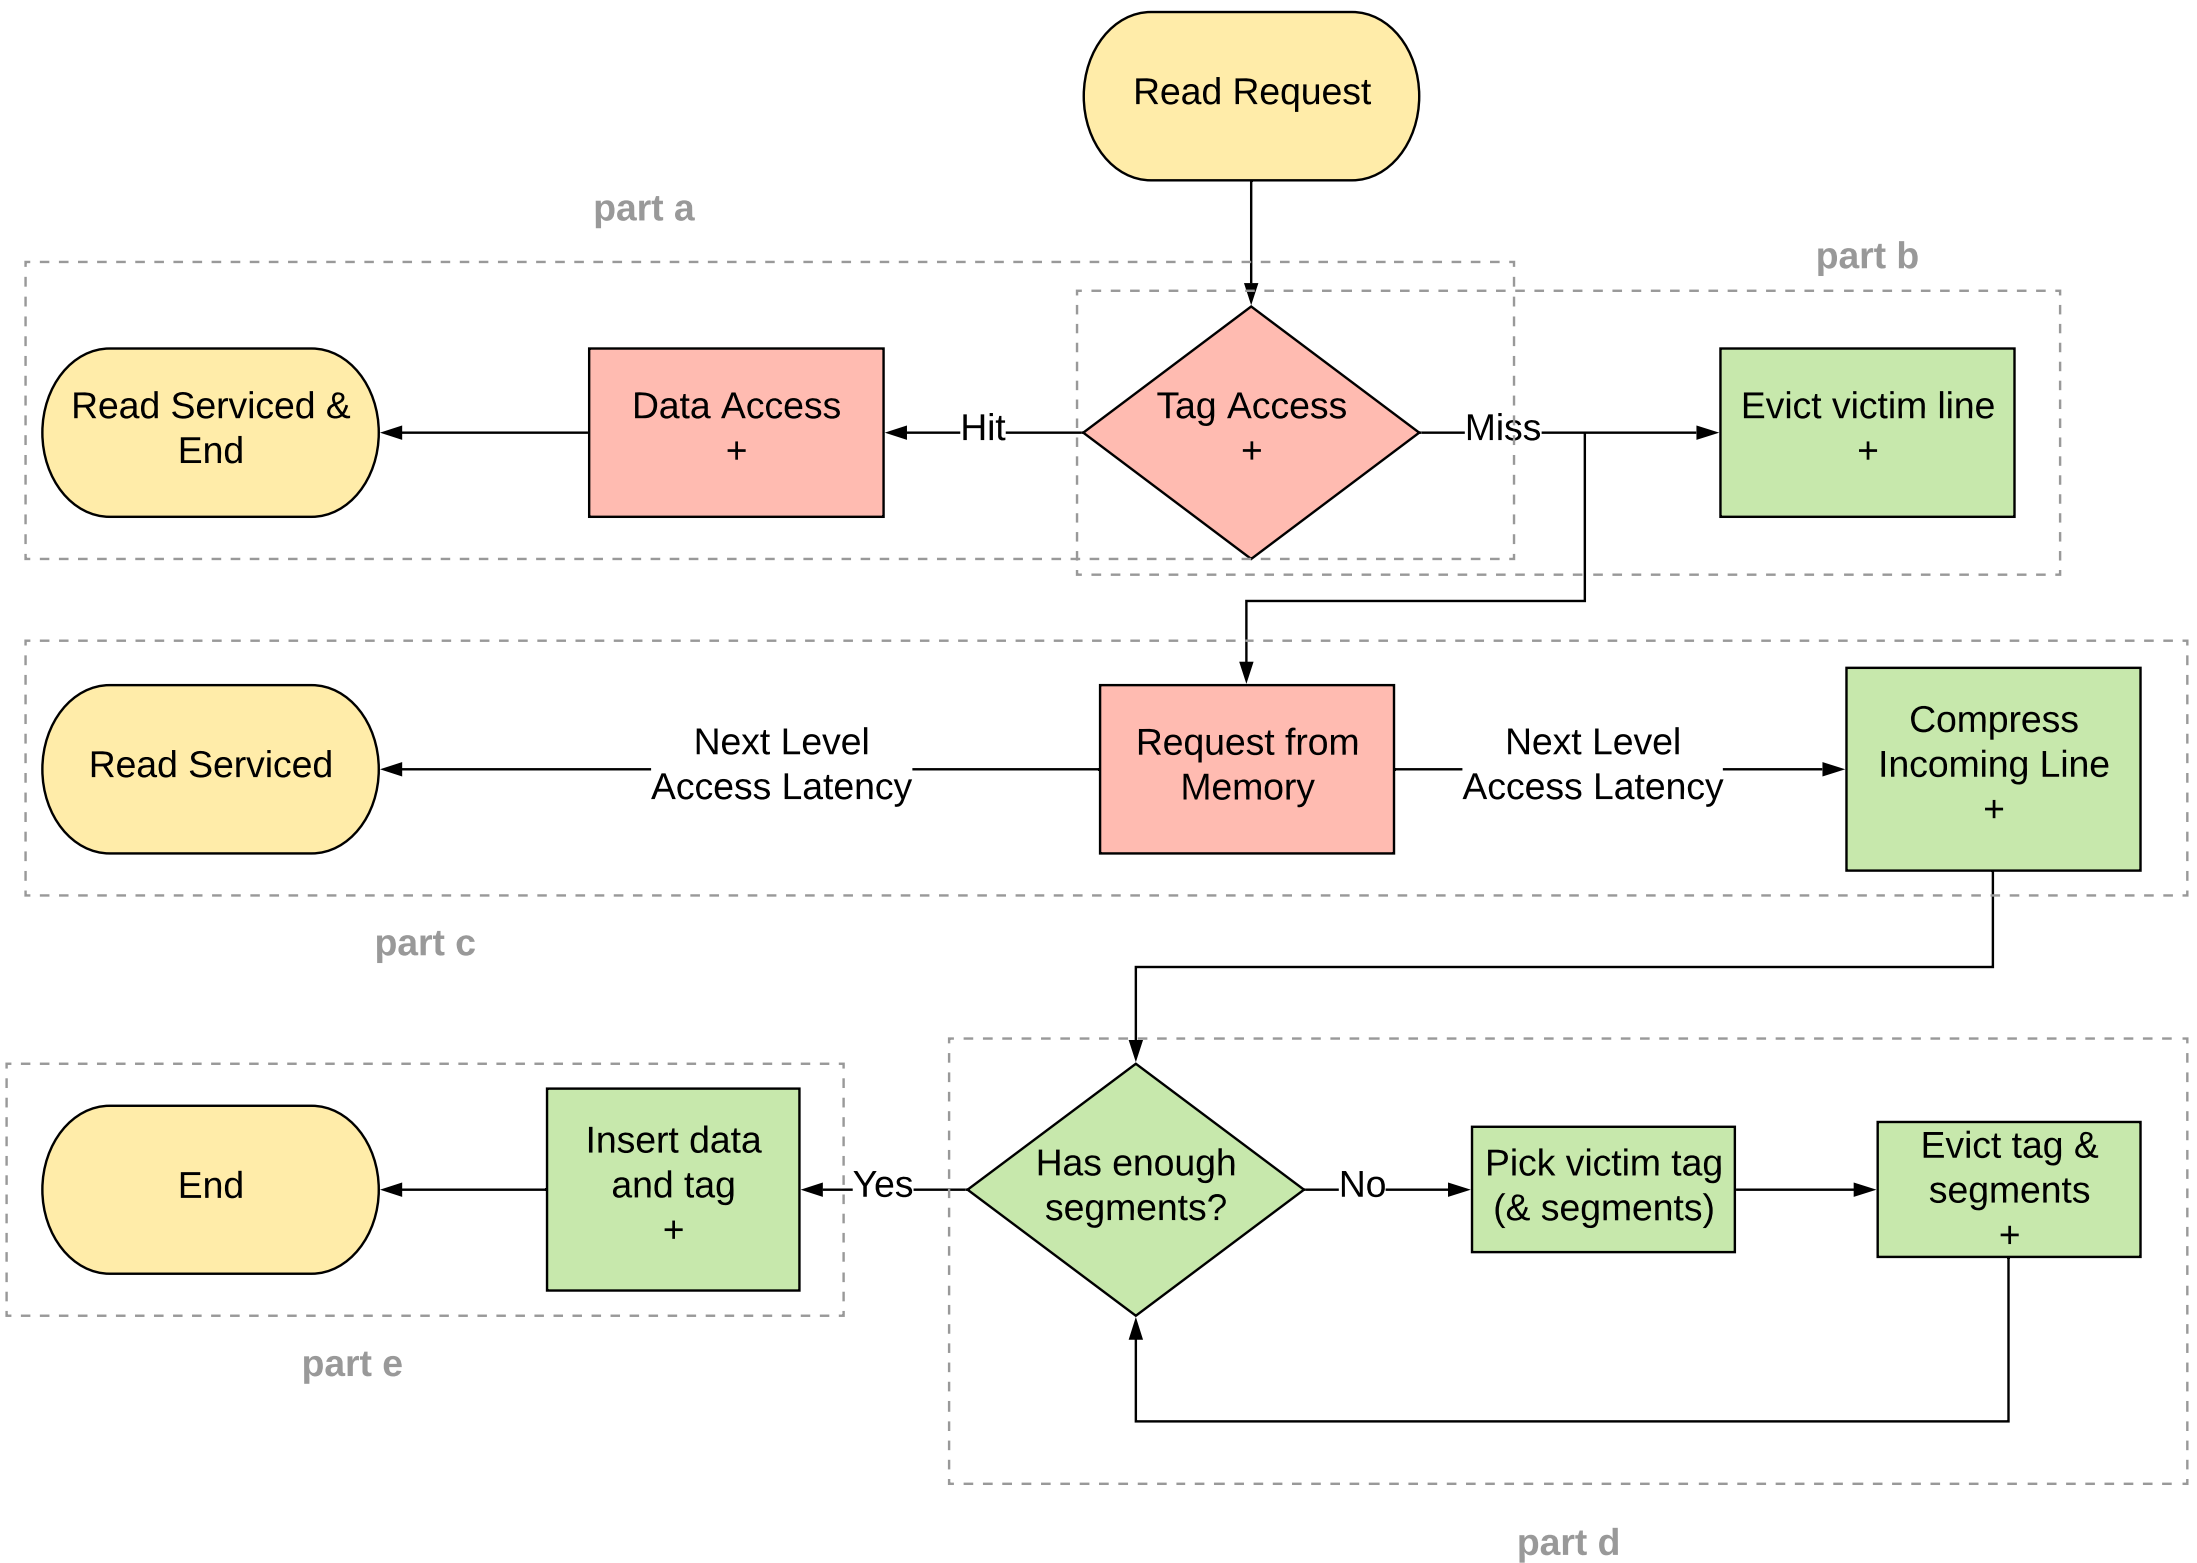 Read Request
part a
part b
Read Serviced &
End
Data Access
+
Hit
Tag Access
+
Miss
Evict victim line
+
Read Serviced
Next Level
Access Latency
Request from
Memory
Next Level
Access Latency
Compress
Incoming Line
+
part c
End
Insert data
and tag
+
Yes
Has enough
segments?
No
Pick victim tag
(& segments)
Evict tag &
segments
+
part e
part d